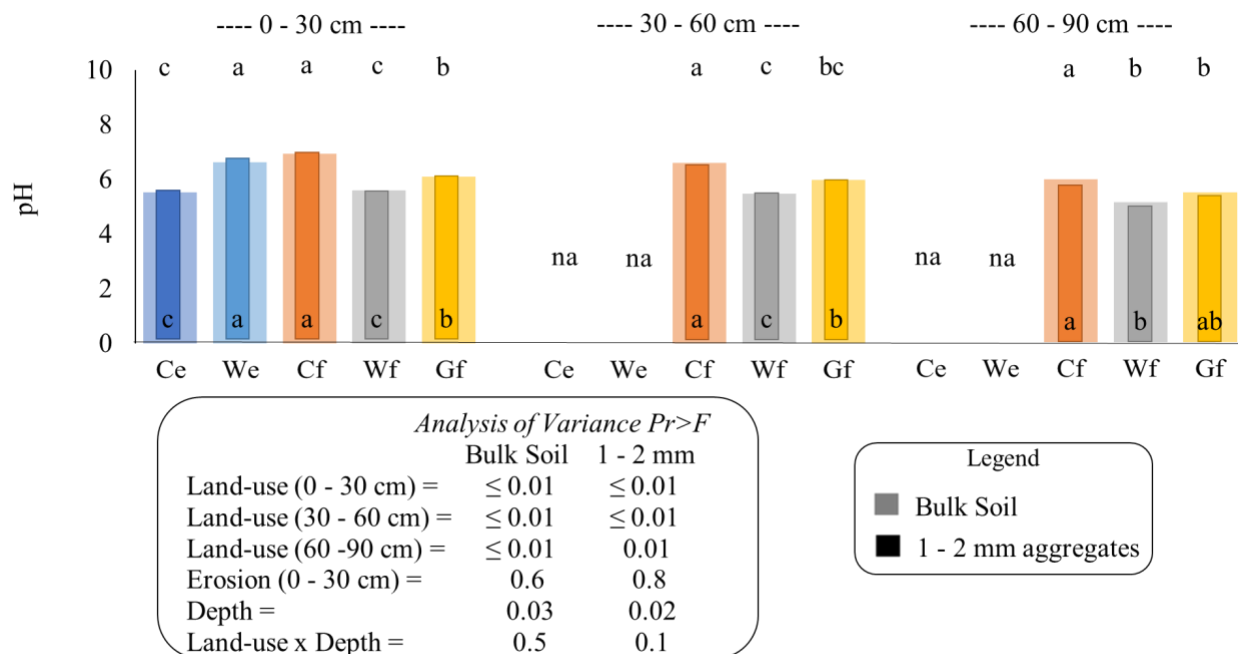 ---- 0 - 30 cm ---- ---- 30 - 60 cm ---- ---- 60 - 90 cm ----
c a a c b a c bc a b b
10
8
6
4
2
0
pH
na na na na
c a a c b a c b a b ab
Ce We Cf Wf Gf Ce We Cf Wf Gf Ce We Cf Wf Gf
Analysis of Variance Pr>F
Bulk Soil 1 - 2 mm
Land-use (0 - 30 cm) = ≤ 0.01 ≤ 0.01
Land-use (30 - 60 cm) = ≤ 0.01 ≤ 0.01
Land-use (60 -90 cm) = ≤ 0.01 0.01
Erosion (0 - 30 cm) = 0.6 0.8
Depth = 0.03 0.02
Land-use x Depth = 0.5 0.1
Legend
Bulk Soil
1 - 2 mm aggregates